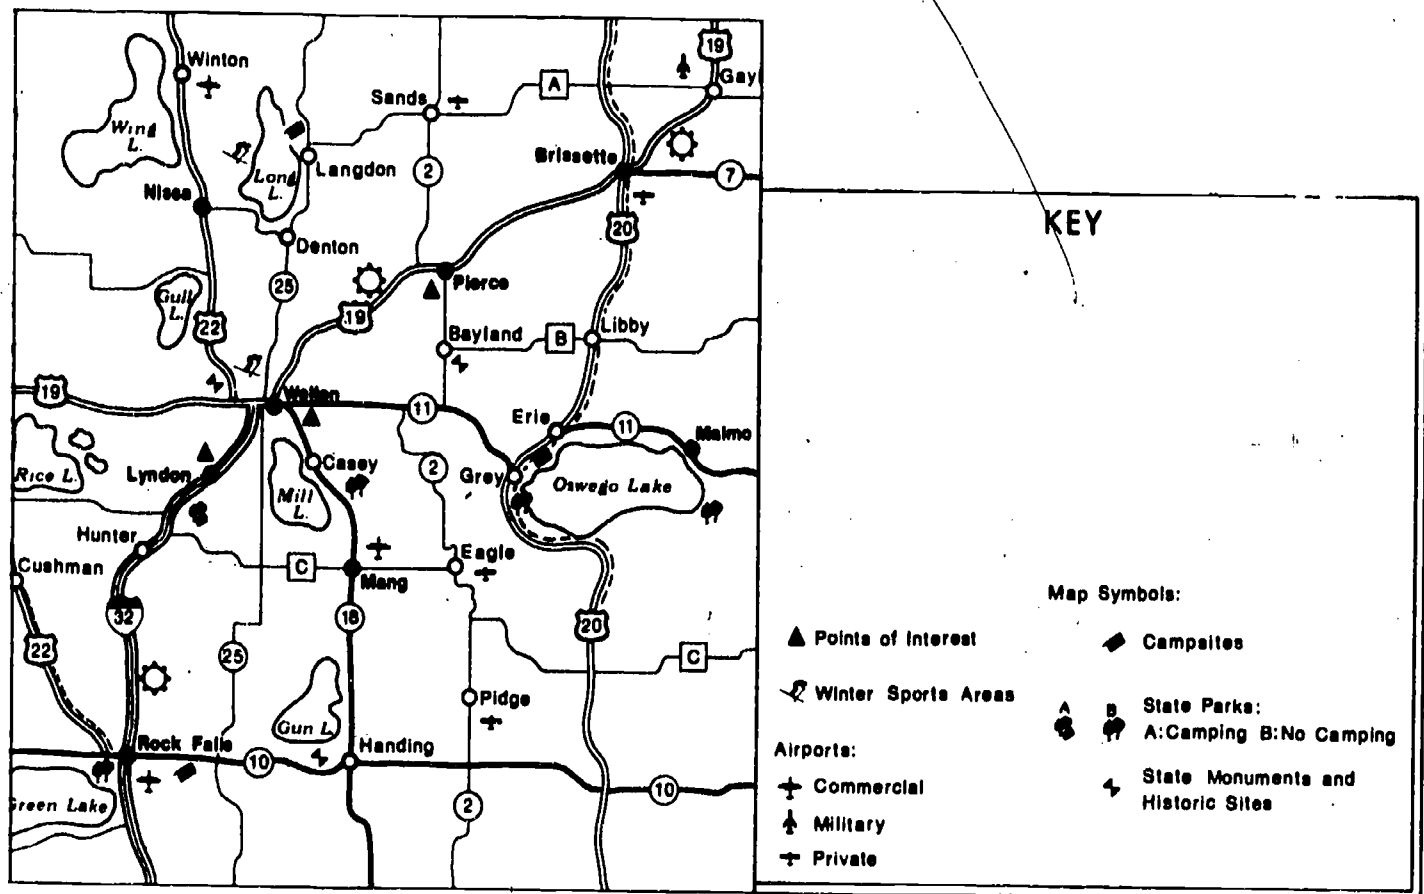 19
Winton
Gayl
Sands
A
Wing
L.
Langdon
2
Brissette
7
Long
L.
Nissa
20
Denton
25
Pierce
Gull
L.
22
19
Bayland
B
Libby
19
Welton
11
Erie
11
Malmo
Rice L.
Lyndon
Casey
2
Grey
Oswego Lake
Mill
L.
Hunter
Cushman
C
Mang
Eagle
32
18
20
22
25
C
Pidge
Gun L.
Rock Falls
10
Handing
10
Green Lake
2
KEY
Map Symbols:
Points of Interest
Campsites
Winter Sports Areas
A B
State Parks:
A:Camping B:No Camping
Airports:
Commercial
State Monuments and
Historic Sites
Military
Private